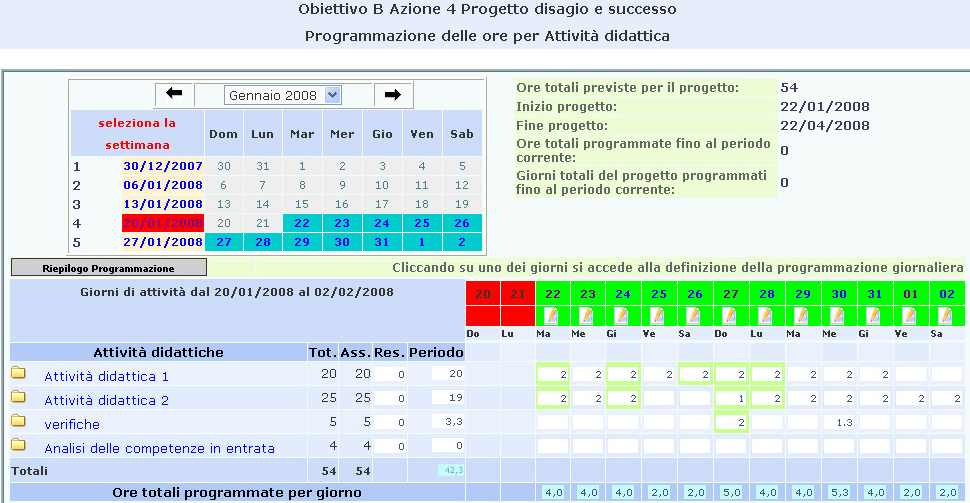 Obiettivo B Azione 4 Progetto disagio e successo
Programmazione delle ore per Attività didattica
Gennaio 2008
seleziona la settimana Dom Lun Mar Mer Gio Ven Sab
1 30/12/2007 30 31 1 2 3 4 5
2 06/01/2008 6 7 8 9 10 11 12
3 13/01/2008 13 14 15 16 17 18 19
4 20/01/2008 20 21 22 23 24 25 26
5 27/01/2008 27 28 29 30 31 1 2
Ore totali previste per il progetto: 54
Inizio progetto: 22/01/2008
Fine progetto: 22/04/2008
Ore totali programmate fino al periodo
corrente: 0
Giorni totali del progetto programmati
fino al periodo corrente: 0
Riepilogo Programmazione
Cliccando su uno dei giorni si accede alla definizione della programmazione giornaliera
Giorni di attività dal 20/01/2008 al 02/02/2008 20 21 22 23 24 25 26 27 28 29 30 31 01 02
Do Lu Ma Me Gi Ve Sa Do Lu Ma Me Gi Ve Sa
Attività didattiche Tot. Ass. Res. Periodo
Attività didattica 1 20 20 0 20 2 2 2 2 2 2 2 2 2 2
Attività didattica 2 25 25 0 19 2 2 2 1 2 2 2 2 2 2
verifiche 5 5 0 3,3 2 1.3
Analisi delle competenze in entrata 4 4 0 0
Totali 54 54 42,3
Ore totali programmate per giorno 4,0 4,0 4,0 2,0 2,0 5,0 4,0 4,0 5,3 4,0 2,0 2,0